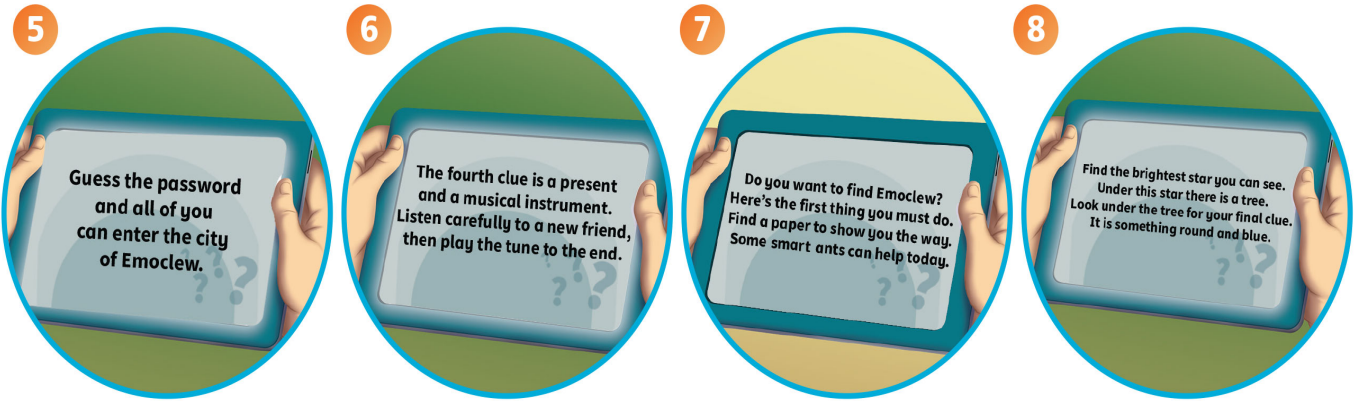 5
Guess the password
and all of you
can enter the city
of Emoclew.
???
6
The fourth clue is a present
and a musical instrument.
Listen carefully to a new friend,
then play the tune to the end.
???
7
Do you want to find Emoclew?
Here's the first thing you must do.
Find a paper to show you the way.
Some smart ants can help today.
???
8
Find the brightest star you can see.
Under this star there is a tree.
Look under the tree for your final clue.
It is something round and blue.
???